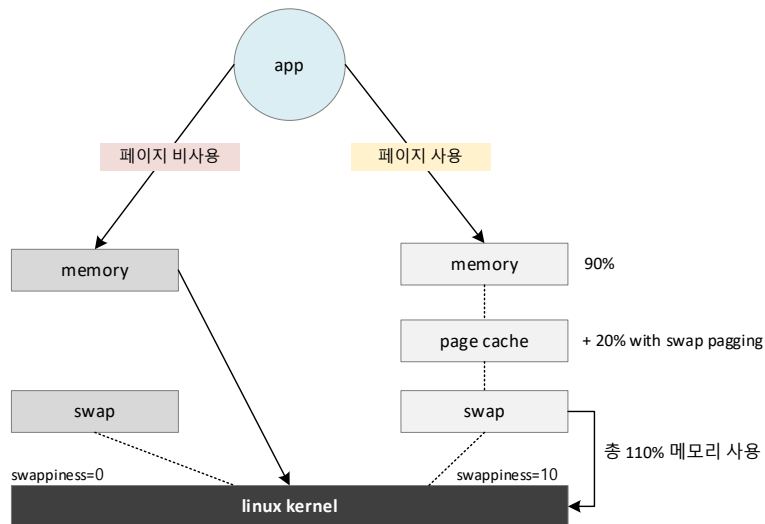 app
페이지 비사용
페이지 사용
memory
memory
90%
page cache
+ 20% with swap pagging
swap
swap
총 110% 메모리 사용
swappiness=0
swappiness=10
linux kernel